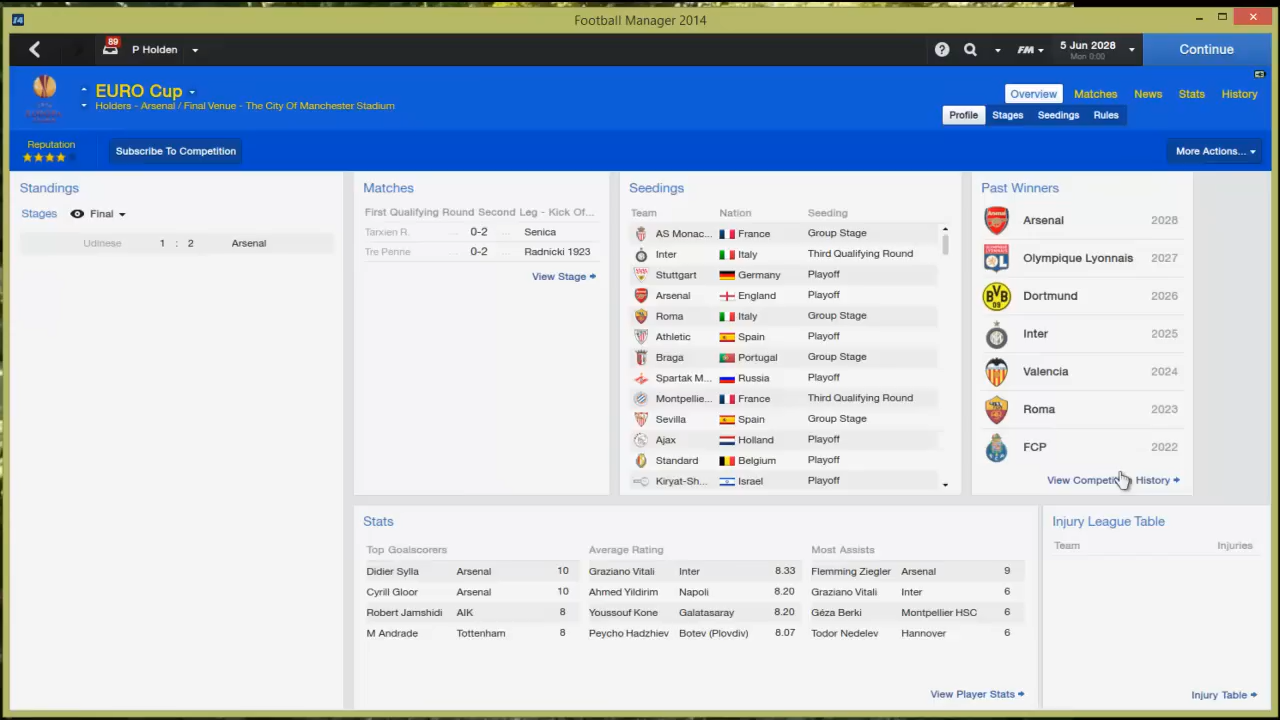 Football Manager 2014
89
P Holden
FM
5 Jun 2028
Mon 0:00
Continue
EURO Cup
Holders - Arsenal / Final Venue - The City Of Manchester Stadium
Overview Matches News Stats History
Profile Stages Seedings Rules
Reputation
Subscribe To Competition
More Actions...
Standings
Stages Final
Udinese 1 : 2 Arsenal
Matches
First Qualifying Round Second Leg - Kick Of...
Tarxien R. ... 0-2 ... Senica
Tre Penne ... 0-2 ... Radnicki 1923
View Stage
Seedings
Team Nation Seeding
AS Monac... France Group Stage
Inter Italy Third Qualifying Round
Stuttgart Germany Playoff
Arsenal England Playoff
Roma Italy Group Stage
Athletic Spain Playoff
Braga Portugal Group Stage
Spartak M... Russia Playoff
Montpellie... France Third Qualifying Round
Sevilla Spain Group Stage
Ajax Holland Playoff
Standard Belgium Playoff
Kiryat-Sh... Israel Playoff
Past Winners
Arsenal 2028
Olympique Lyonnais 2027
Dortmund 2026
Inter 2025
Valencia 2024
Roma 2023
FCP 2022
View Competi History
Stats
Top Goalscorers
Didier Sylla Arsenal 10
Cyrill Gloor Arsenal 10
Robert Jamshidi AIK 8
M Andrade Tottenham 8
Average Rating
Graziano Vitali Inter 8.33
Ahmed Yildirim Napoli 8.20
Youssouf Kone Galatasaray 8.20
Peycho Hadzhiev Botev (Plovdiv) 8.07
Most Assists
Flemming Ziegler Arsenal 9
Graziano Vitali Inter 6
Géza Berki Montpellier HSC 6
Todor Nedelev Hannover 6
View Player Stats
Injury League Table
Team Injuries
Injury Table